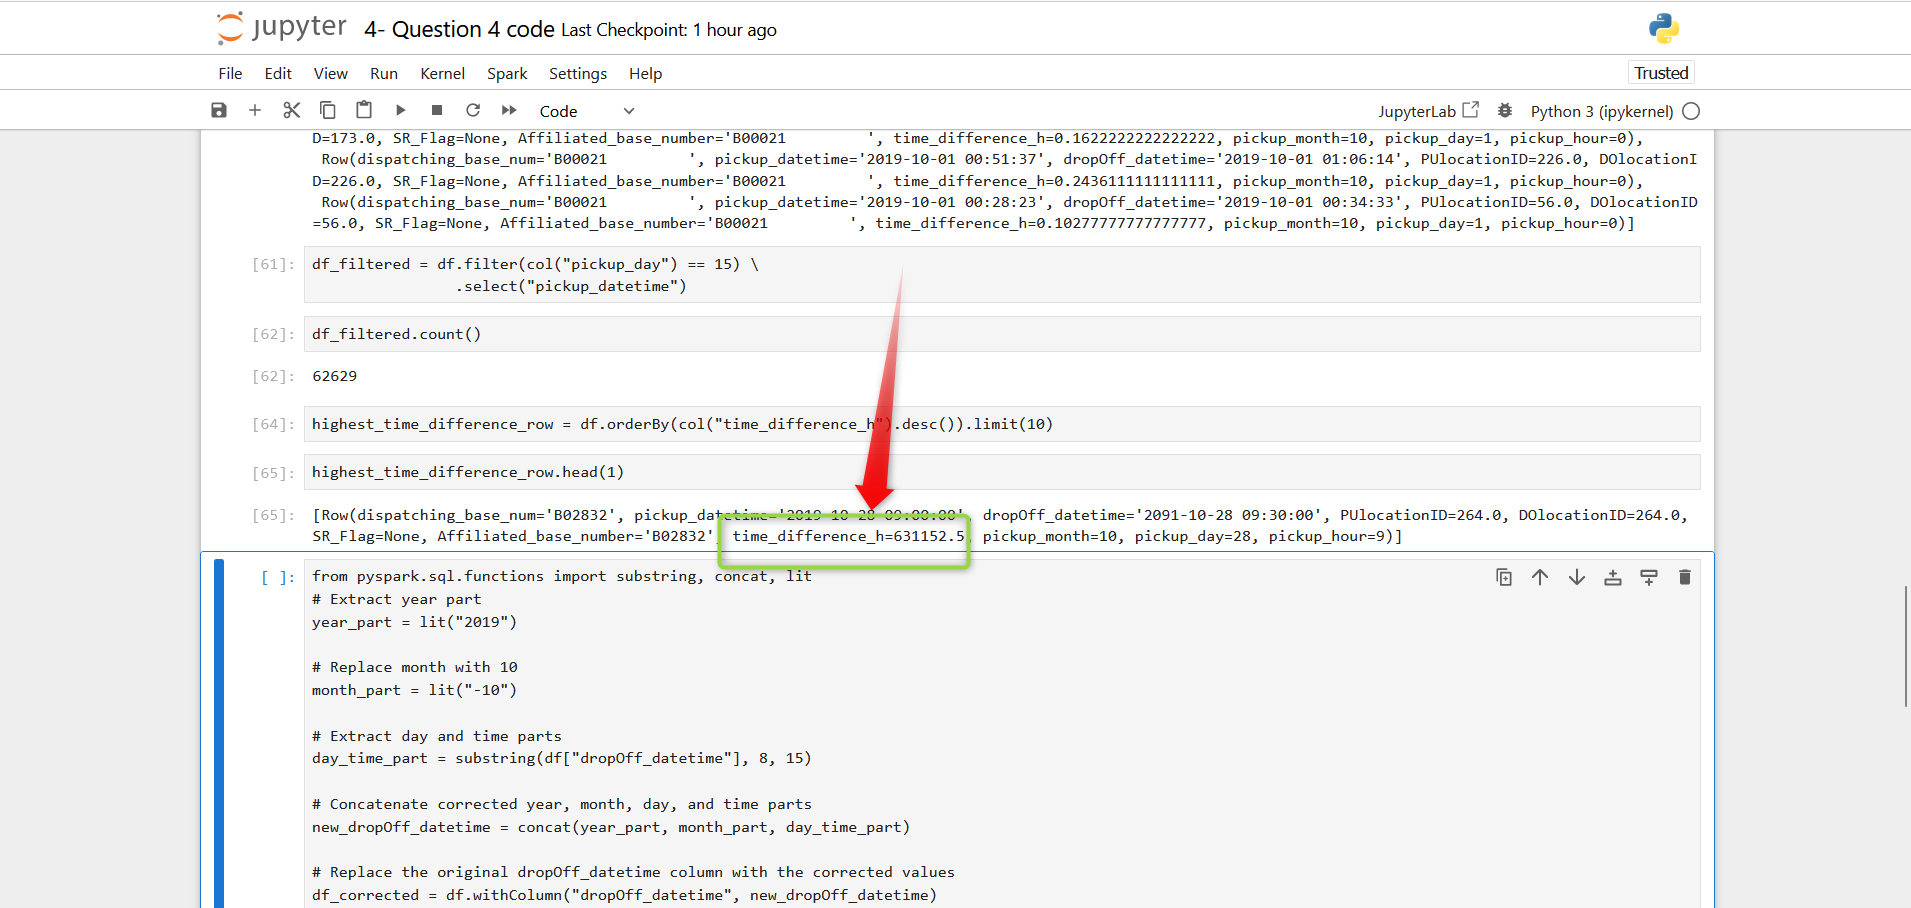 jupyter 4- Question 4 code Last Checkpoint: 1 hour ago
File Edit View Run Kernel Spark Settings Help Trusted
Code JupyterLab Python 3 (ipykernel)
D=173.0, SR_Flag=None, Affiliated_base_number='B00021         ', time_difference_h=0.1622222222222222, pickup_month=10, pickup_day=1, pickup_hour=0),
Row(dispatching_base_num='B00021         ', pickup_datetime='2019-10-01 00:51:37', dropOff_datetime='2019-10-01 01:06:14', PUlocationID=226.0, DOlocationI
D=226.0, SR_Flag=None, Affiliated_base_number='B00021         ', time_difference_h=0.2436111111111111, pickup_month=10, pickup_day=1, pickup_hour=0),
Row(dispatching_base_num='B00021         ', pickup_datetime='2019-10-01 00:28:23', dropOff_datetime='2019-10-01 00:34:33', PUlocationID=56.0, DOlocationID
=56.0, SR_Flag=None, Affiliated_base_number='B00021         ', time_difference_h=0.10277777777777777, pickup_month=10, pickup_day=1, pickup_hour=0)]
[61]: df_filtered = df.filter(col("pickup_day") == 15) \
.select("pickup_datetime")
[62]: df_filtered.count()
[62]: 62629
[64]: highest_time_difference_row = df.orderBy(col("time_difference_h").desc()).limit(10)
[65]: highest_time_difference_row.head(1)
[65]: [Row(dispatching_base_num='B02832', pickup_datetime='2019-10-28 09:00:00', dropOff_datetime='2091-10-28 09:30:00', PUlocationID=264.0, DOlocationID=264.0,
SR_Flag=None, Affiliated_base_number='B02832', time_difference_h=631152.5, pickup_month=10, pickup_day=28, pickup_hour=9)]
[ ]: from pyspark.sql.functions import substring, concat, lit
# Extract year part
year_part = lit("2019")
# Replace month with 10
month_part = lit("-10")
# Extract day and time parts
day_time_part = substring(df["dropOff_datetime"], 8, 15)
# Concatenate corrected year, month, day, and time parts
new_dropOff_datetime = concat(year_part, month_part, day_time_part)
# Replace the original dropOff_datetime column with the corrected values
df_corrected = df.withColumn("dropOff_datetime", new_dropOff_datetime)